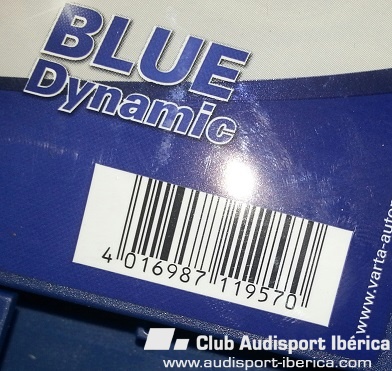 BLUE
Dynamic
4 016987 119570
www.varta-auto
Club Audisport Ibérica
www.audisport-iberica.com